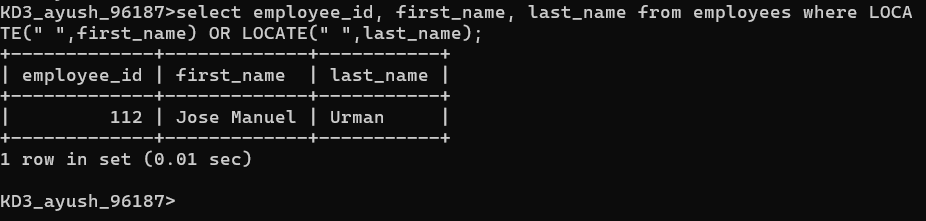 KD3_ayush_96187>select employee_id, first_name, last_name from employees where LOCA
TE(" ",first_name) OR LOCATE(" ",last_name);
+-------------+-------------+-----------+
| employee_id | first_name  | last_name |
+-------------+-------------+-----------+
|         112 | Jose Manuel | Urman     |
+-------------+-------------+-----------+
1 row in set (0.01 sec)
KD3_ayush_96187>